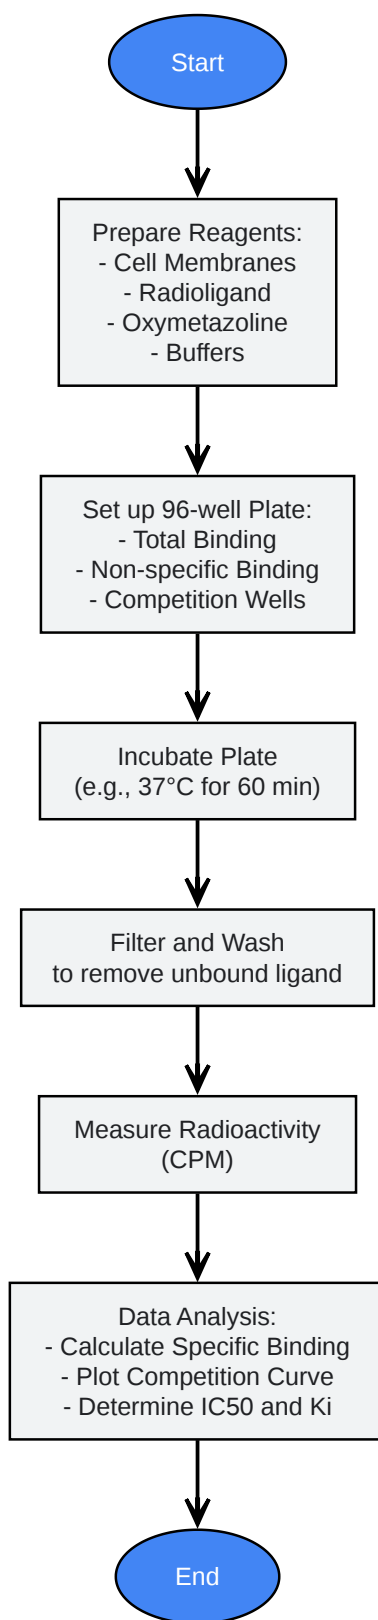 Start
Prepare Reagents:
- Cell Membranes
- Radioligand
- Oxymetazoline
- Buffers
Set up 96-well Plate:
- Total Binding
- Non-specific Binding
- Competition Wells
Incubate Plate
(e.g., 37°C for 60 min)
Filter and Wash
to remove unbound ligand
Measure Radioactivity
(CPM)
Data Analysis:
- Calculate Specific Binding
- Plot Competition Curve
- Determine IC50 and Ki
End